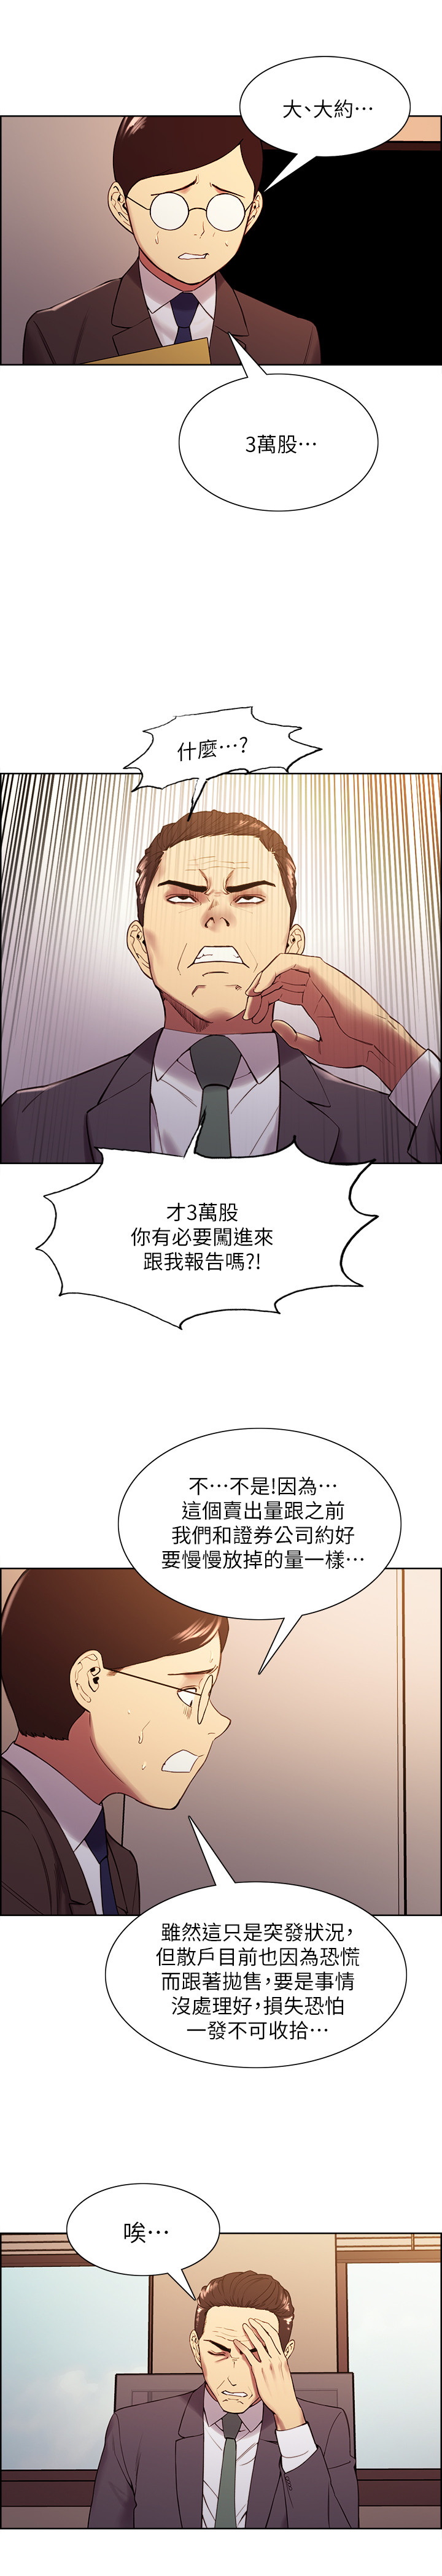 大、大約⋯
3萬股⋯
什麼⋯?
才3萬股
你有必要闖進來
跟我報告嗎?!
不⋯不是!因為⋯
這個賣出量跟之前
我們和證券公司約好
要慢慢放掉的量一樣⋯
雖然這只是突發狀況,
但散戶目前也因為恐慌
而跟著拋售,要是事情
沒處理好,損失恐怕
一發不可收拾⋯
唉⋯